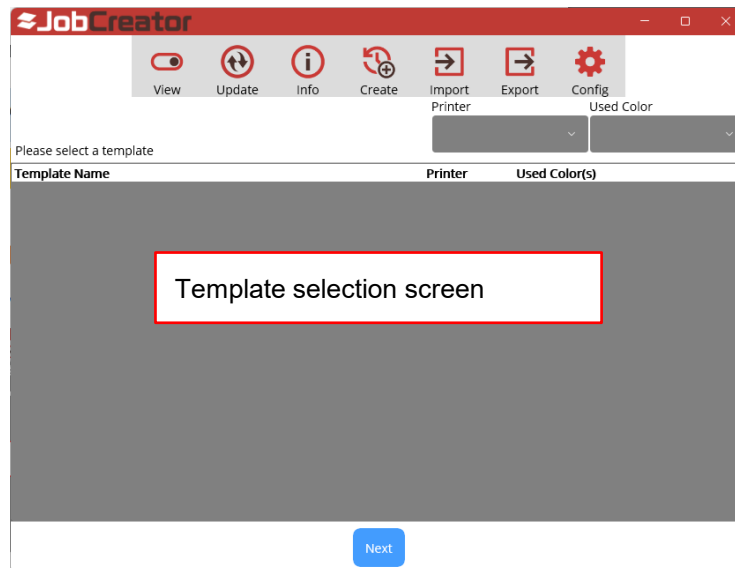 JobCreator
View Update Info Create Import Export Config
Printer Used Color
Please select a template
Template Name Printer Used Color(s)
Template selection screen
Next